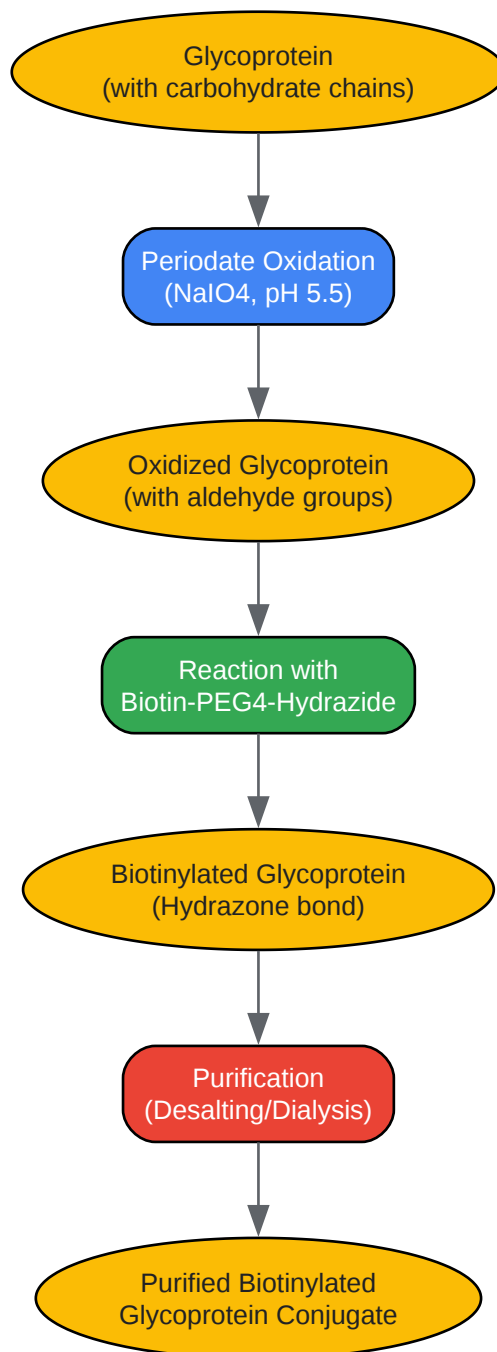 Glycoprotein
(with carbohydrate chains)
Periodate Oxidation
(NaIO4, pH 5.5)
Oxidized Glycoprotein
(with aldehyde groups)
Reaction with
Biotin-PEG4-Hydrazide
Biotinylated Glycoprotein
(Hydrazone bond)
Purification
(Desalting/Dialysis)
Purified Biotinylated
Glycoprotein Conjugate